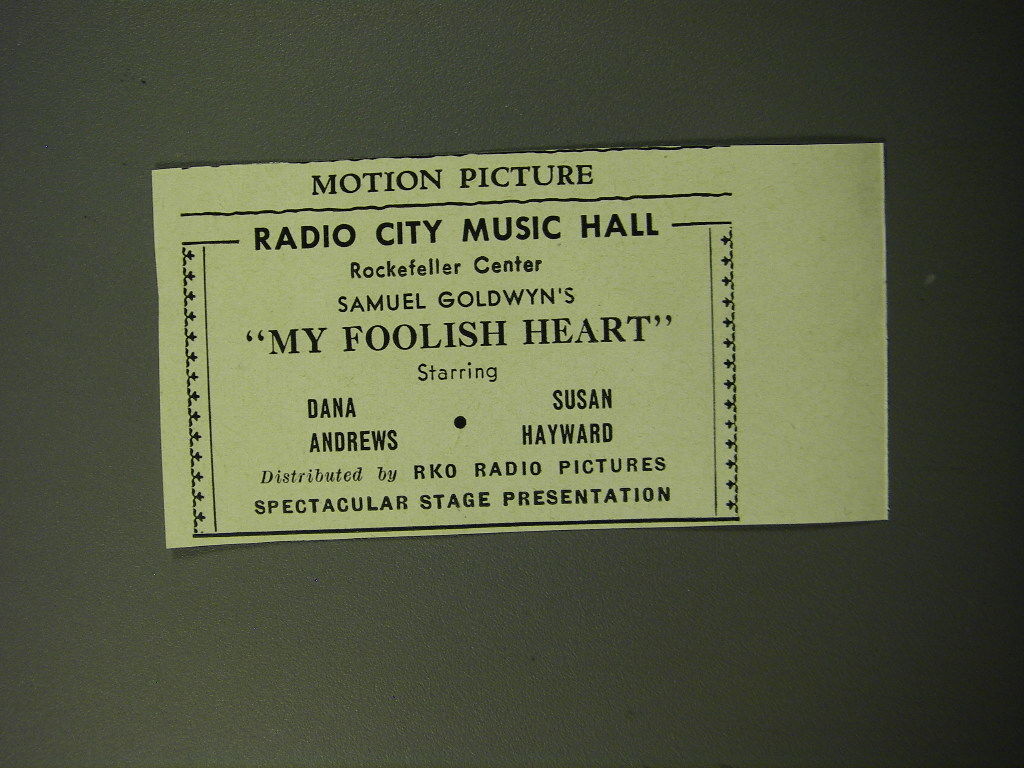 MOTION PICTURE
RADIO CITY MUSIC HALL
Rockefeller Center
SAMUEL GOLDWYN'S
"MY FOOLISH HEART"
Starring
DANA ANDREWS • SUSAN HAYWARD
Distributed by RKO RADIO PICTURES
SPECTACULAR STAGE PRESENTATION